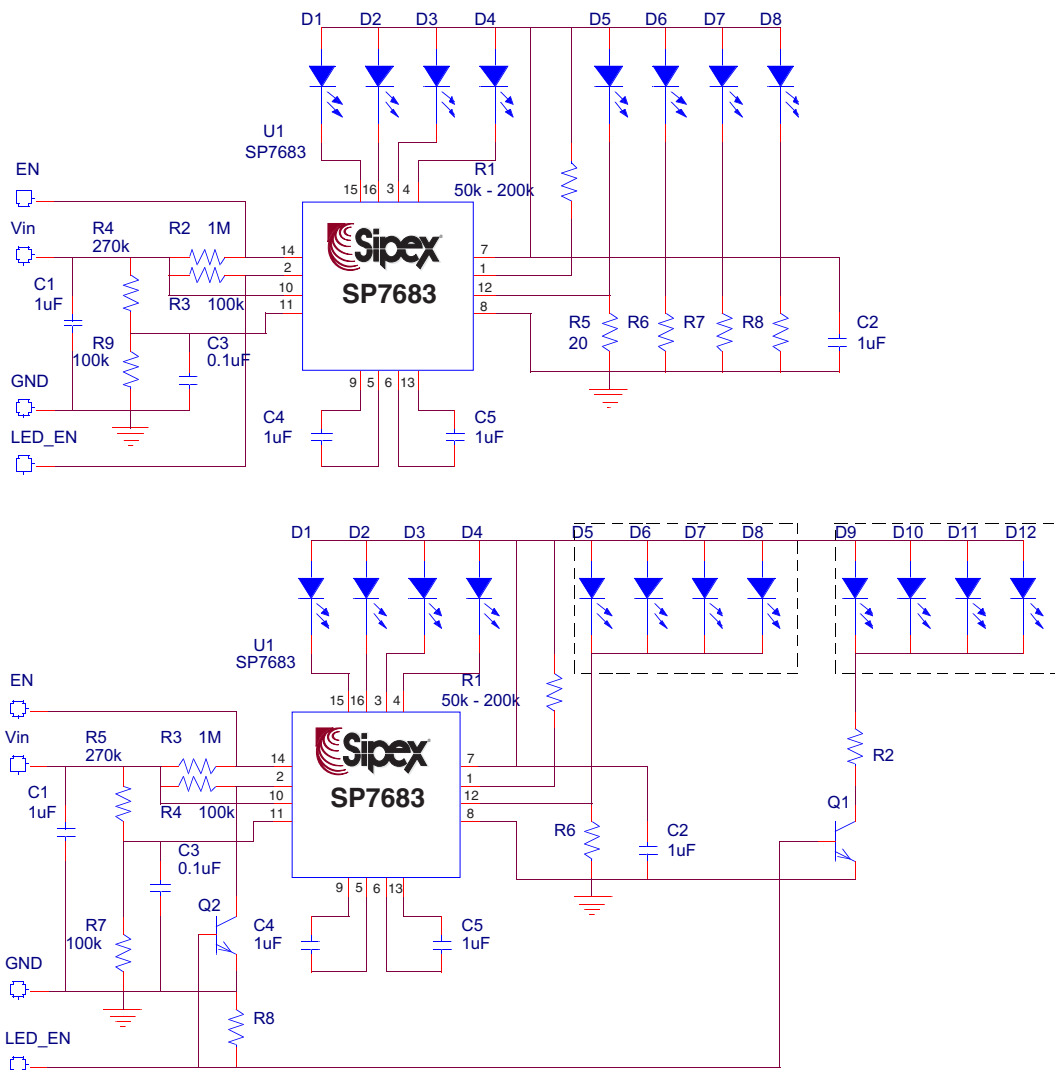 D1 D2 D3 D4 D5 D6 D7 D8
U1
SP7683
R1
50k - 200k
EN
15 16 3 4
Vin
R4
270k
R2 1M
14
2
10
11
Sipex
SP7683
7
1
12
8
C1
1uF
R3 100k
R9
100k
C3
0.1uF
R5
20
R6
R7
R8
C2
1uF
GND
9 5 6 13
LED_EN
C4
1uF
C5
1uF
D1 D2 D3 D4 D5 D6 D7 D8 D9 D10 D11 D12
U1
SP7683
R1
50k - 200k
EN
15 16 3 4
Vin
R5
270k
R3 1M
14
2
10
11
Sipex
SP7683
7
1
12
8
R2
C1
1uF
R4 100k
Q1
C3
0.1uF
R6
C2
1uF
9 5 6 13
Q2
R7
100k
C4
1uF
C5
1uF
GND
R8
LED_EN